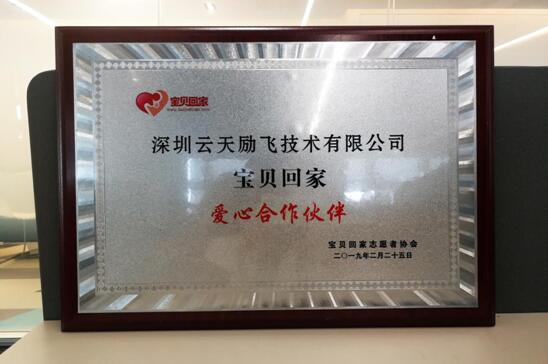 宝贝回家
深圳云天励飞技术有限公司
宝贝回家
爱心合作伙伴
宝贝回家志愿者协会
二〇一九年二月二十五日